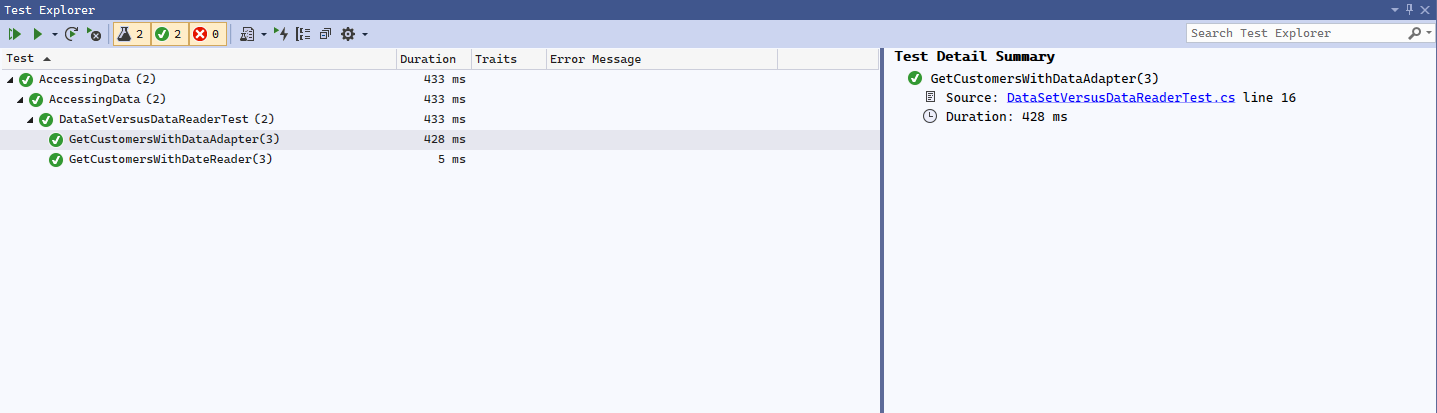 Test Explorer
2 2 0
Search Test Explorer
Test Duration Traits Error Message
AccessingData (2) 433 ms
AccessingData (2) 433 ms
DataSetVersusDataReaderTest (2) 433 ms
GetCustomersWithDataAdapter(3) 428 ms
GetCustomersWithDateReader(3) 5 ms
Test Detail Summary
GetCustomersWithDataAdapter(3)
Source: DataSetVersusDataReaderTest.cs line 16
Duration: 428 ms